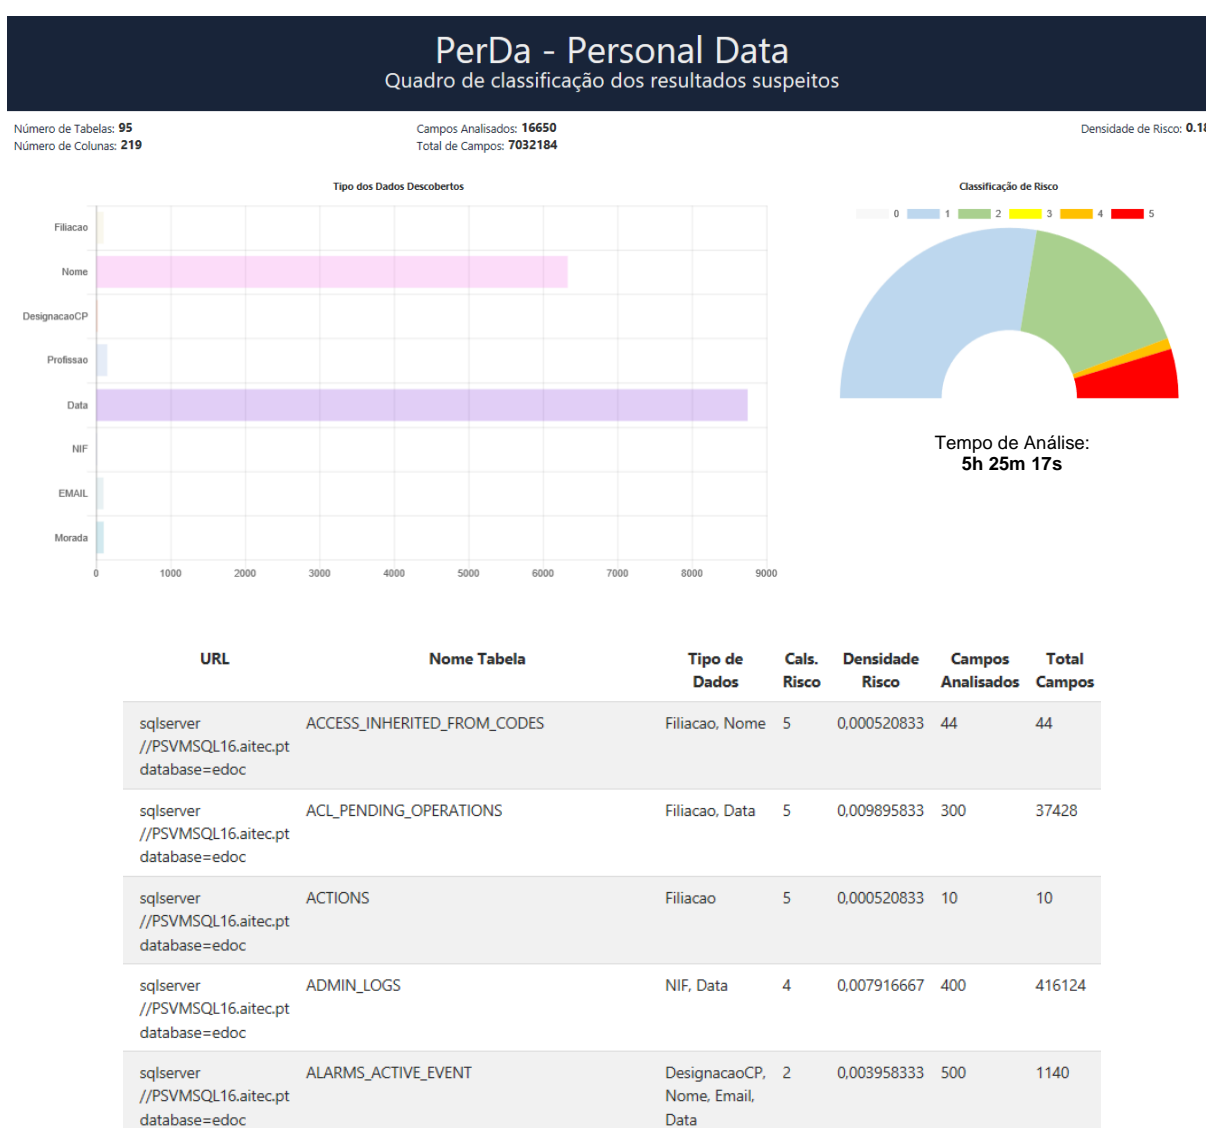 PerDa - Personal Data
Quadro de classificação dos resultados suspeitos
Número de Tabelas: 95
Número de Colunas: 219
Campos Analisados: 16650
Total de Campos: 7032184
Densidade de Risco: 0.18
Tipo dos Dados Descobertos
Filiacao
Nome
DesignacaoCP
Profissao
Data
NIF
EMAIL
Morada
0 1000 2000 3000 4000 5000 6000 7000 8000 9000
Classificação de Risco
0 1 2 3 4 5
Tempo de Análise:
5h 25m 17s
URL Nome Tabela Tipo de Cals. Densidade Campos Total
Dados Risco Risco Analisados Campos
sqlserver ACCESS_INHERITED_FROM_CODES Filiacao, Nome 5 0,000520833 44 44
//PSVMSQL16.aitec.pt
database=edoc
sqlserver ACL_PENDING_OPERATIONS Filiacao, Data 5 0,009895833 300 37428
//PSVMSQL16.aitec.pt
database=edoc
sqlserver ACTIONS Filiacao 5 0,000520833 10 10
//PSVMSQL16.aitec.pt
database=edoc
sqlserver ADMIN_LOGS NIF, Data 4 0,007916667 400 416124
//PSVMSQL16.aitec.pt
database=edoc
sqlserver ALARMS_ACTIVE_EVENT DesignacaoCP, 2 0,003958333 500 1140
//PSVMSQL16.aitec.pt Nome, Email,
database=edoc Data